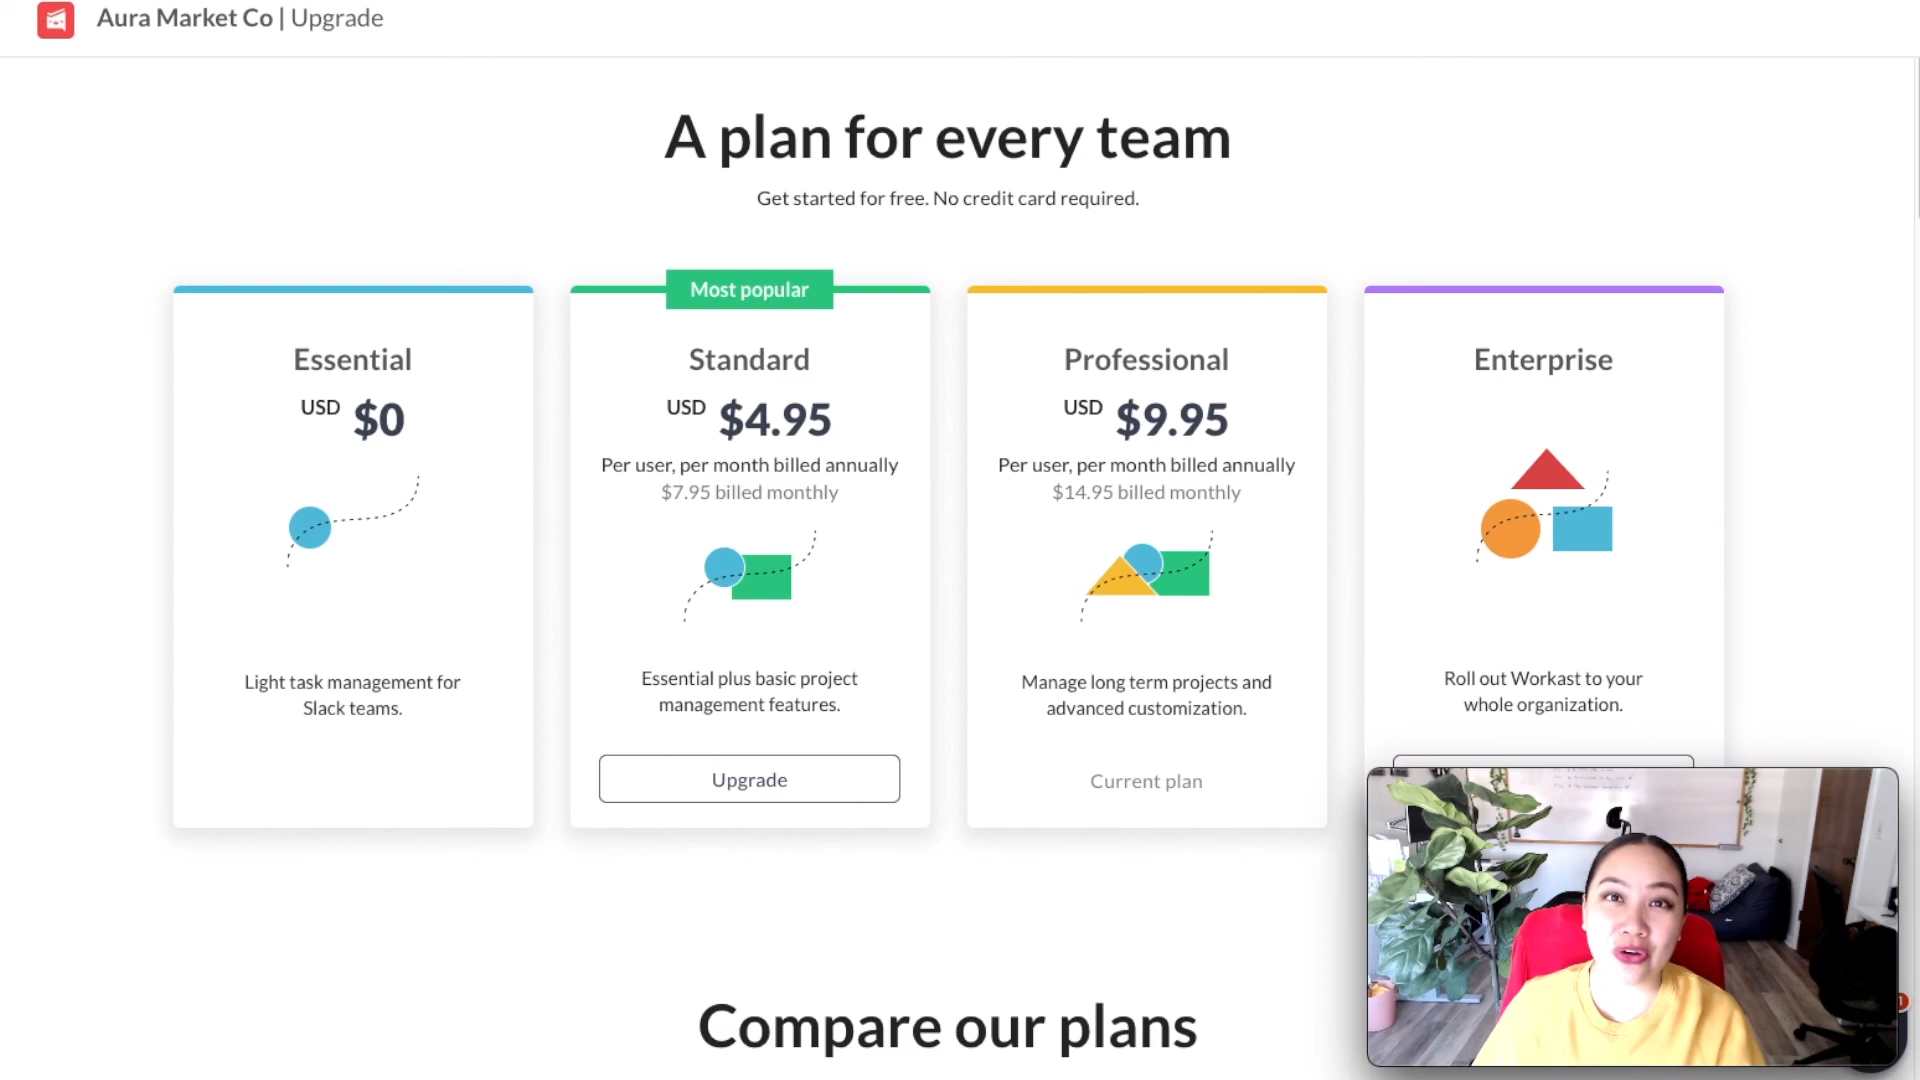 Aura Market Co | Upgrade
A plan for every team
Get started for free. No credit card required.
Essential
USD $0
Light task management for
Slack teams.
Most popular
Standard
USD $4.95
Per user, per month billed annually
$7.95 billed monthly
Essential plus basic project
management features.
Upgrade
Professional
USD $9.95
Per user, per month billed annually
$14.95 billed monthly
Manage long term projects and
advanced customization.
Current plan
Enterprise
Roll out Workast to your
whole organization.
Compare our plans